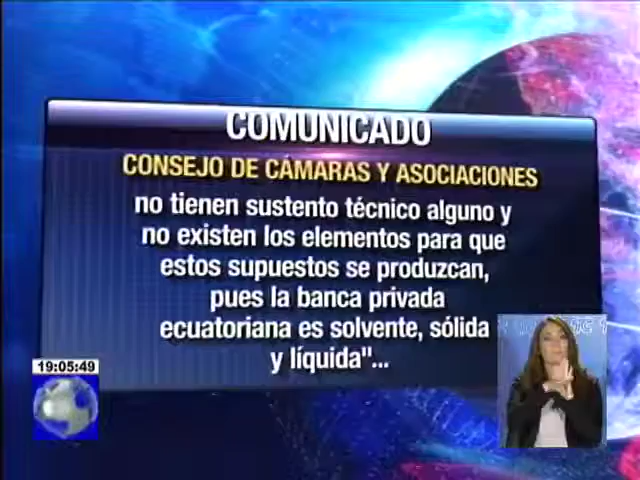 COMUNICADO
CONSEJO DE CÁMARAS Y ASOCIACIONES
no tienen sustento técnico alguno y
no existen los elementos para que
estos supuestos se produzcan,
pues la banca privada
ecuatoriana es solvente, sólida
y líquida"...
19:05:49